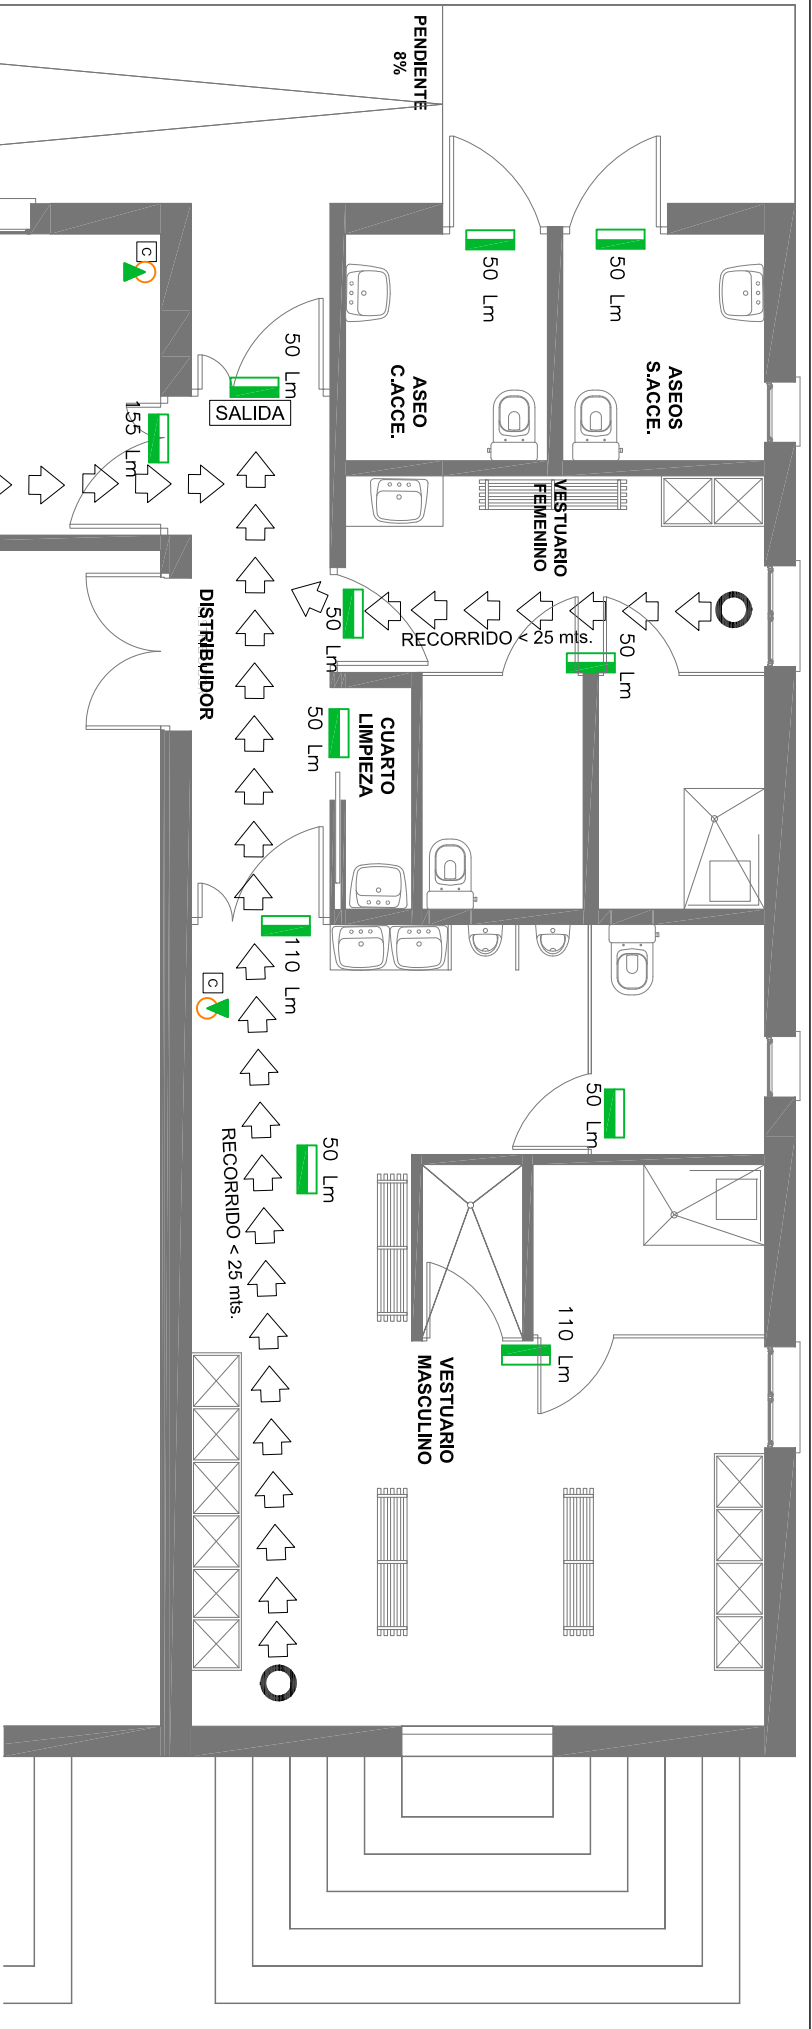 PENDIENTE
8%
C
50 Lm
50 Lm
50 Lm
ASEO
C.ACCE.
ASEOS
S.ACCE.
SALIDA
155 Lm
VESTUARIO
FEMENINO
DISTRIBUIDOR
50 Lm
RECORRIDO < 25 mts.
50 Lm
50 Lm
CUARTO
LIMPIEZA
110 Lm
C
50 Lm
RECORRIDO < 25 mts.
50 Lm
110 Lm
VESTUARIO
MASCULINO